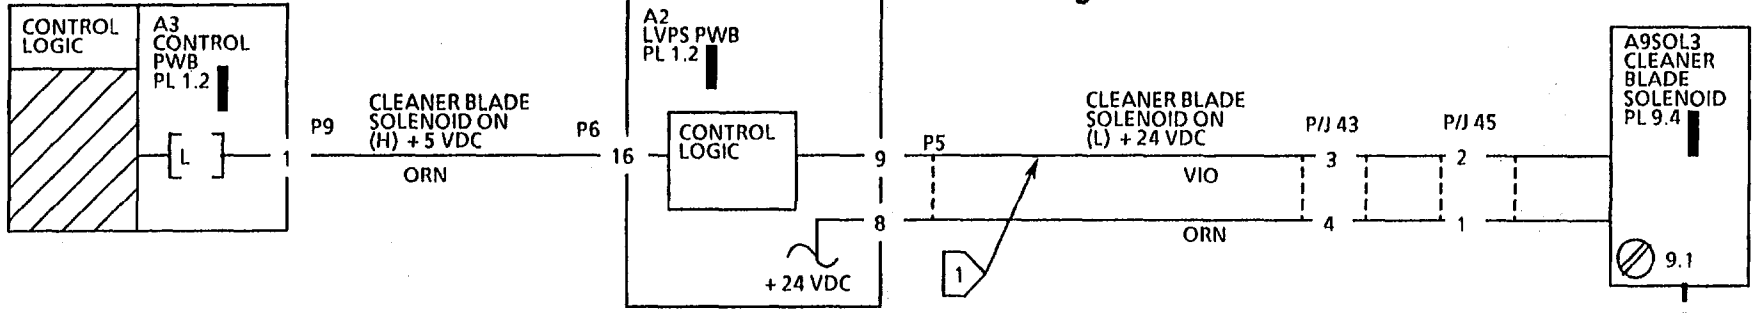 CONTROL
LOGIC
A3
CONTROL
PWB
PL 1.2
L
1
P9
CLEANER BLADE
SOLENOID ON
(H) + 5 VDC
ORN
P6
16
A2
LVPS PWB
PL 1.2
CONTROL
LOGIC
9
8
+ 24 VDC
P5
CLEANER BLADE
SOLENOID ON
(L) + 24 VDC
VIO
ORN
1
P/J 43
3
4
P/J 45
2
1
A9SOL3
CLEANER
BLADE
SOLENOID
PL 9.4
9.1